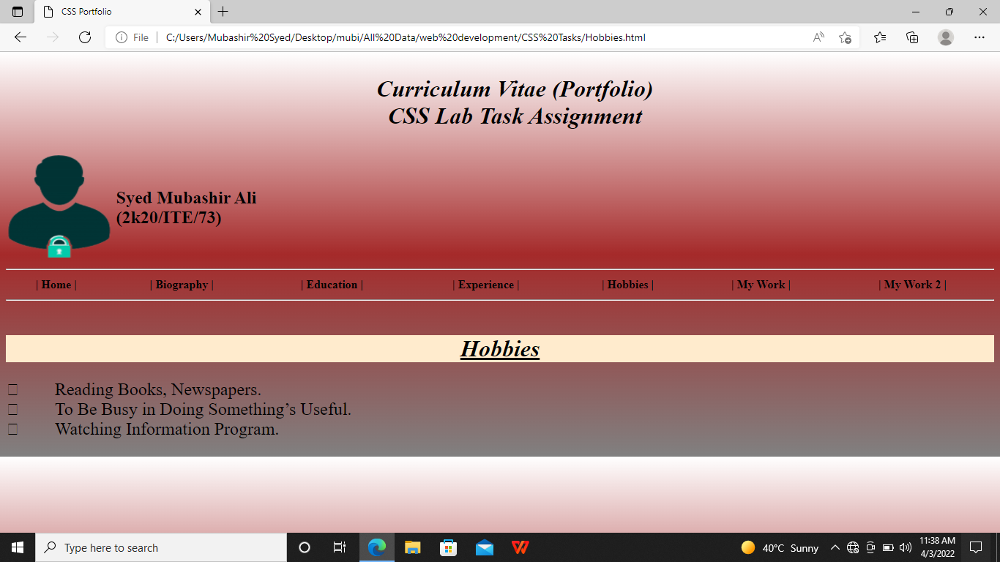 CSS Portfolio
File
C:/Users/Mubashir%20Syed/Desktop/mubi/All%20Data/web%20development/CSS%20Tasks/Hobbies.html
Curriculum Vitae (Portfolio)
CSS Lab Task Assignment
Syed Mubashir Ali
(2k20/ITE/73)
| Home | | Biography | | Education | | Experience | | Hobbies | | My Work | | My Work 2 |
Hobbies
Reading Books, Newspapers.
To Be Busy in Doing Something’s Useful.
Watching Information Program.
Type here to search
40°C Sunny
11:38 AM
4/3/2022